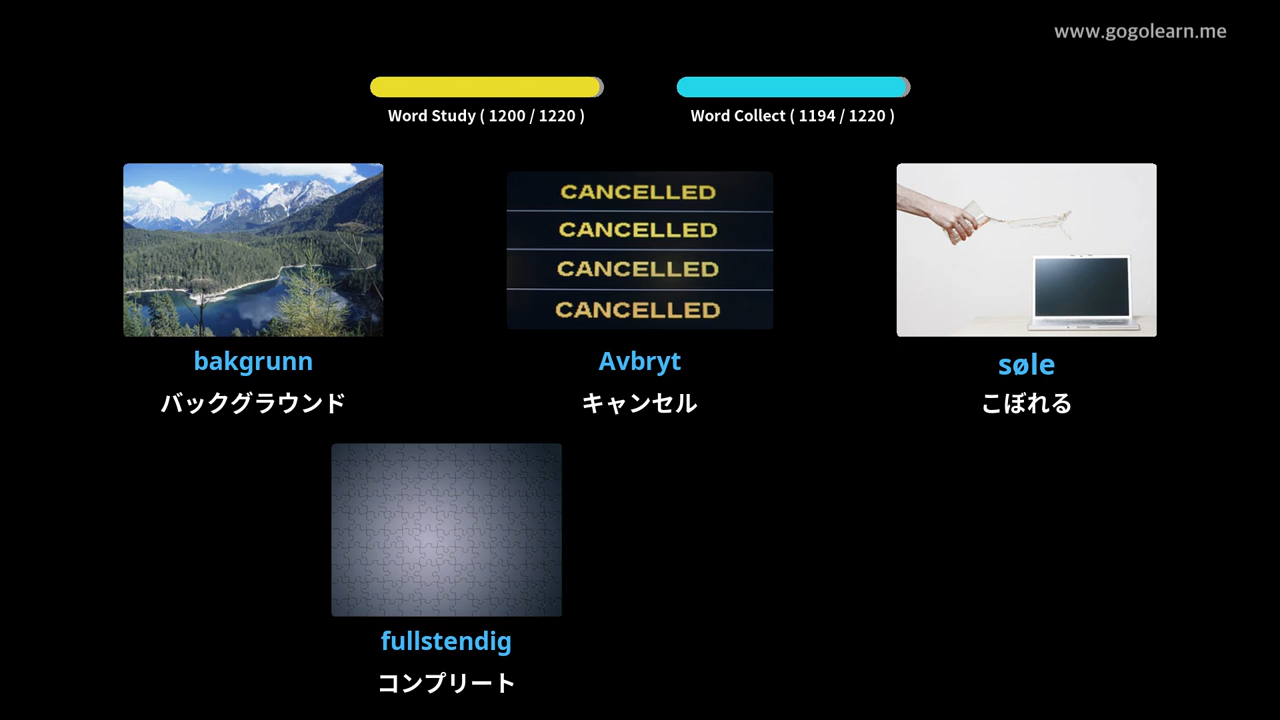 www.gogolearn.me
Word Study ( 1200 / 1220 )
Word Collect ( 1194 / 1220 )
CANCELLED
CANCELLED
CANCELLED
CANCELLED
bakgrunn
バックグラウンド
Avbryt
キャンセル
søle
こぼれる
fullstendig
コンプリート